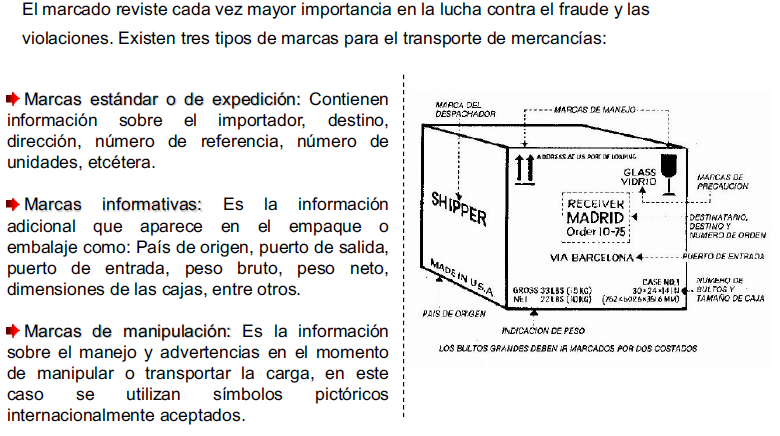 El marcado reviste cada vez mayor importancia en la lucha contra el fraude y las
violaciones. Existen tres tipos de marcas para el transporte de mercancías:
Marcas estándar o de expedición: Contienen
información sobre el importador, destino,
dirección, número de referencia, número de
unidades, etcétera.
Marcas informativas: Es la información
adicional que aparece en el empaque o
embalaje como: País de origen, puerto de salida,
puerto de entrada, peso bruto, peso neto,
dimensiones de las cajas, entre otros.
Marcas de manipulación: Es la información
sobre el manejo y advertencias en el momento
de manipular o transportar la carga, en este
caso se utilizan símbolos pictóricos
internacionalmente aceptados.
MARCA DEL
DESPACHADOR
MARCAS DE MANEJO
ADDRESS AT U.S. PORT OF LOADING
GLASS
VIDRIO
MARCAS DE
PRECAUCION
SHIPPER
RECEIVER
MADRID
Order 10-75
DESTINATARIO,
DESTINO Y
NUMERO DE ORDEN
VIA BARCELONA
PUERTO DE ENTRADA
MADE IN U.S.A
GROSS 33LBS (15KG)
NET 22LBS (10KG)
CASE NO.1
30×24×14 IN
NUMERO DE
BULTOS Y
TAMAÑO DE CAJA
PAIS DE ORIGEN
INDICACION DE PESO
LOS BULTOS GRANDES DEBEN IR MARCADOS POR DOS COSTADOS